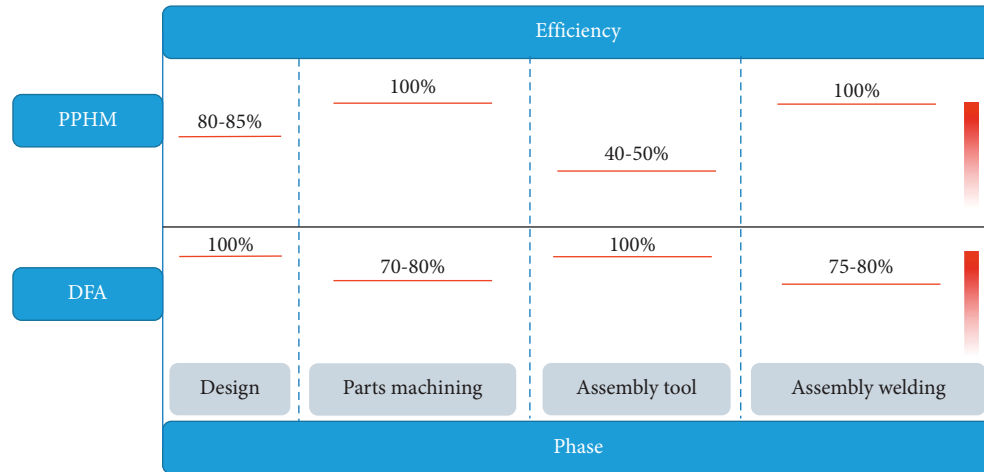 Efficiency
PPHM
80-85%
100%
40-50%
100%
DFA
100%
70-80%
100%
75-80%
Design
Parts machining
Assembly tool
Assembly welding
Phase